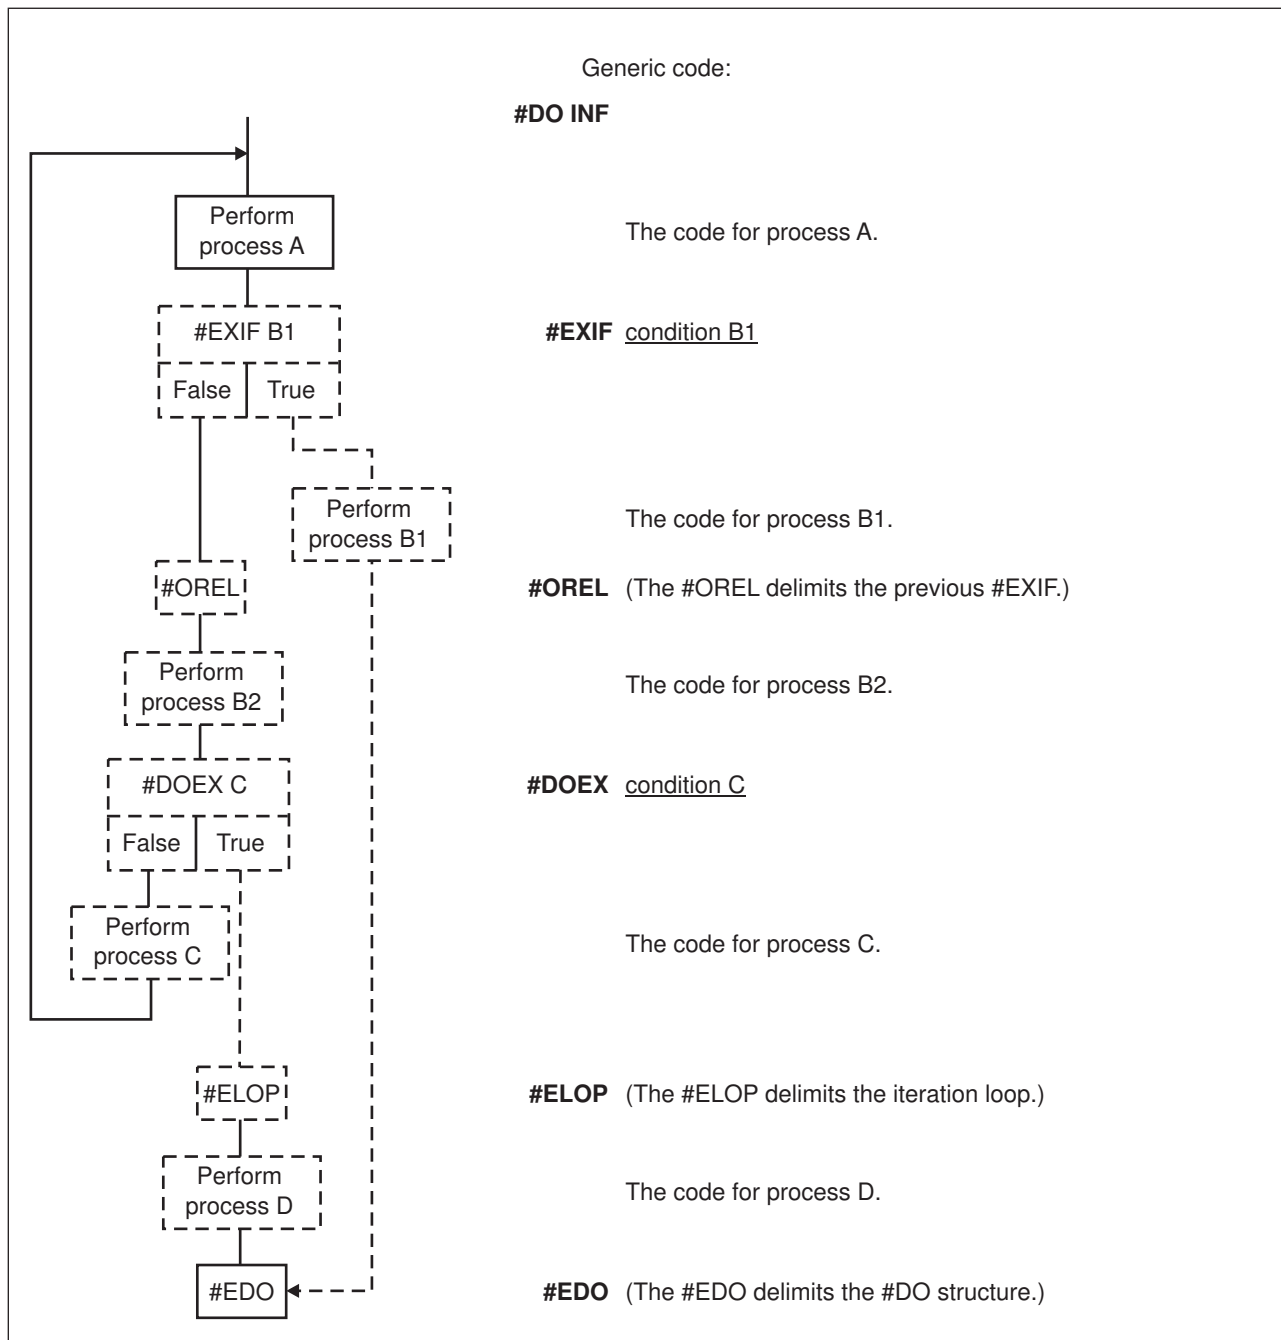 Generic code:
#DO INF
Perform
process A
The code for process A.
#EXIF B1
#EXIF condition B1
False True
Perform
process B1
The code for process B1.
#OREL
#OREL (The #OREL delimits the previous #EXIF.)
Perform
process B2
The code for process B2.
#DOEX C
#DOEX condition C
False True
Perform
process C
The code for process C.
#ELOP
#ELOP (The #ELOP delimits the iteration loop.)
Perform
process D
The code for process D.
#EDO
#EDO (The #EDO delimits the #DO structure.)